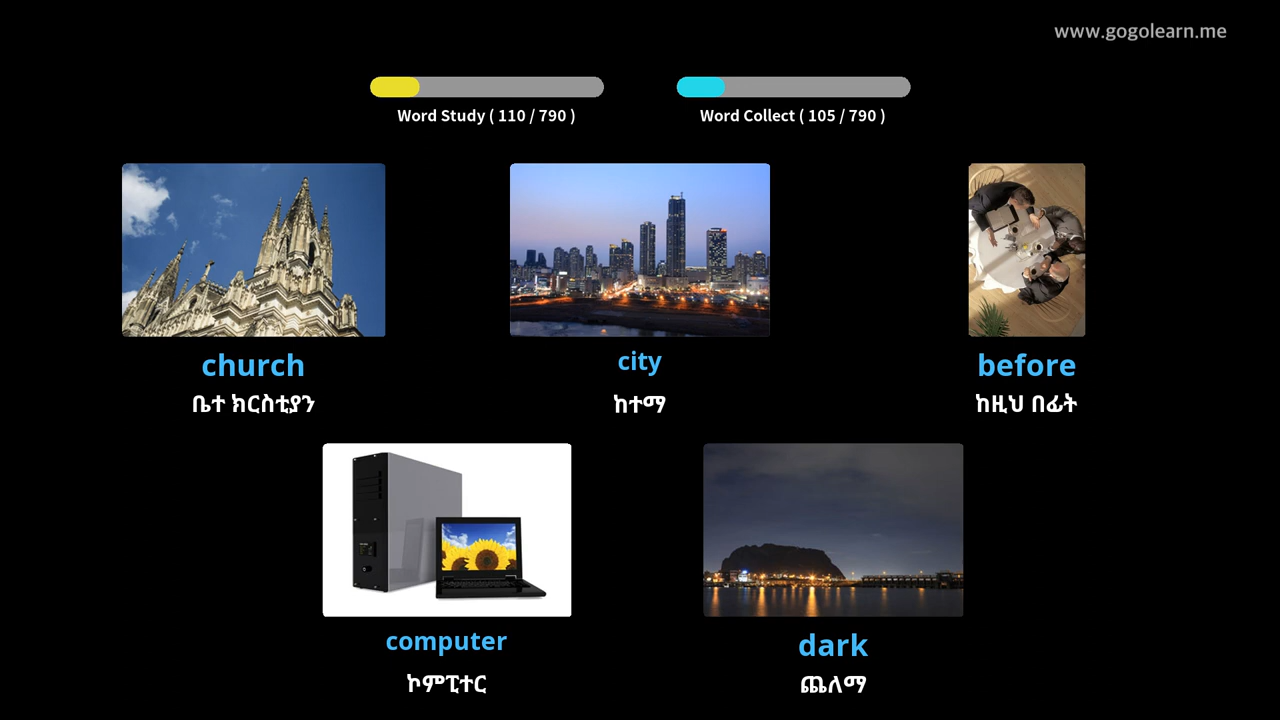 www.gogolearn.me
Word Study ( 110 / 790 )
Word Collect ( 105 / 790 )
church
ቤተ ክርስቲያን
city
ከተማ
before
ከዚህ በፊት
computer
ኮምፒተር
dark
ጨለማ